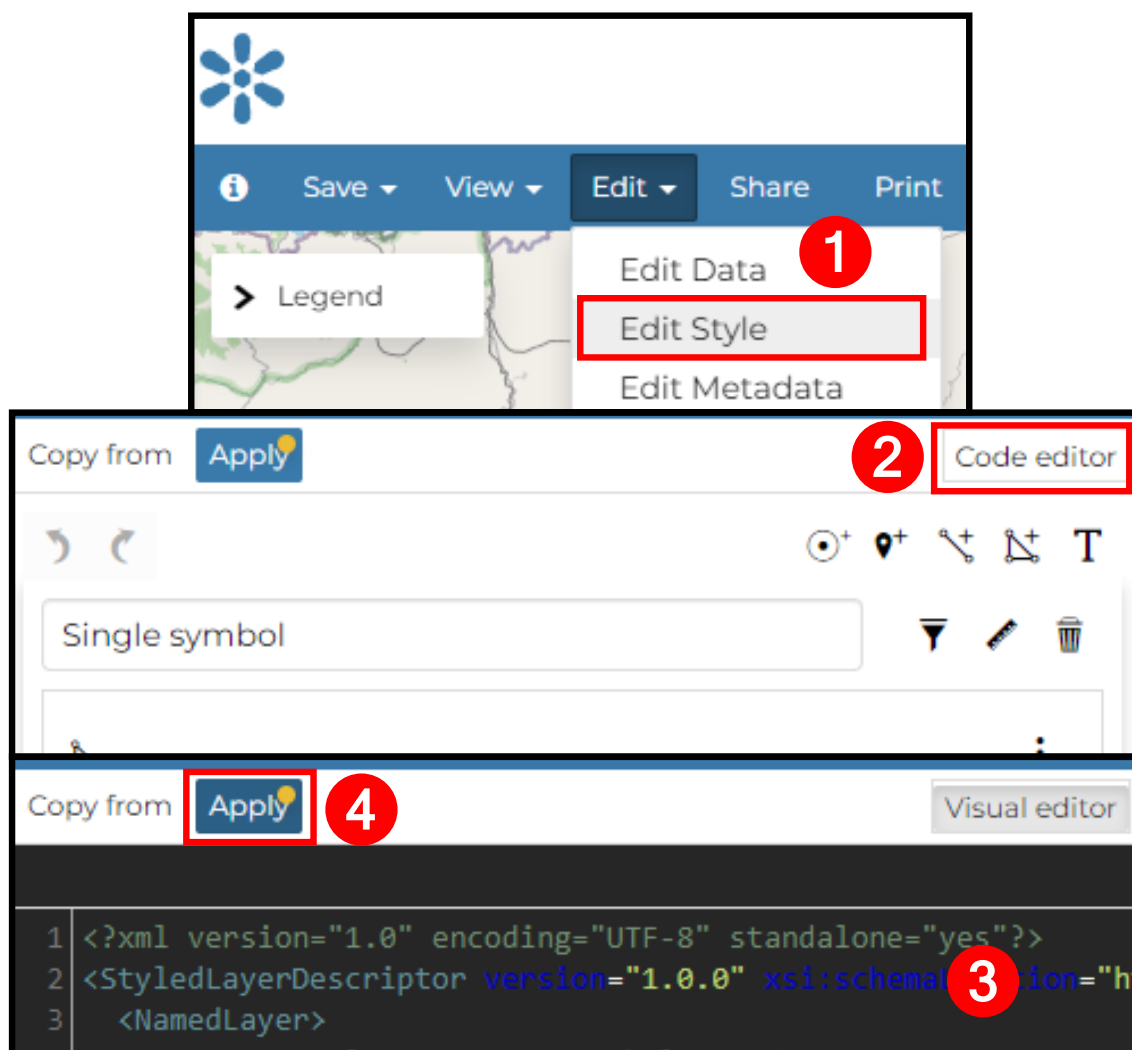 Save View Edit Share Print
1
Edit Data
Legend
Edit Style
Edit Metadata
Copy from Apply 2 Code editor
T
Single symbol
Copy from Apply 4 Visual editor
1 <?xml version="1.0" encoding="UTF-8" standalone="yes"?>
2 <StyledLayerDescriptor version="1.0.0" 3
3 <NamedLayer>